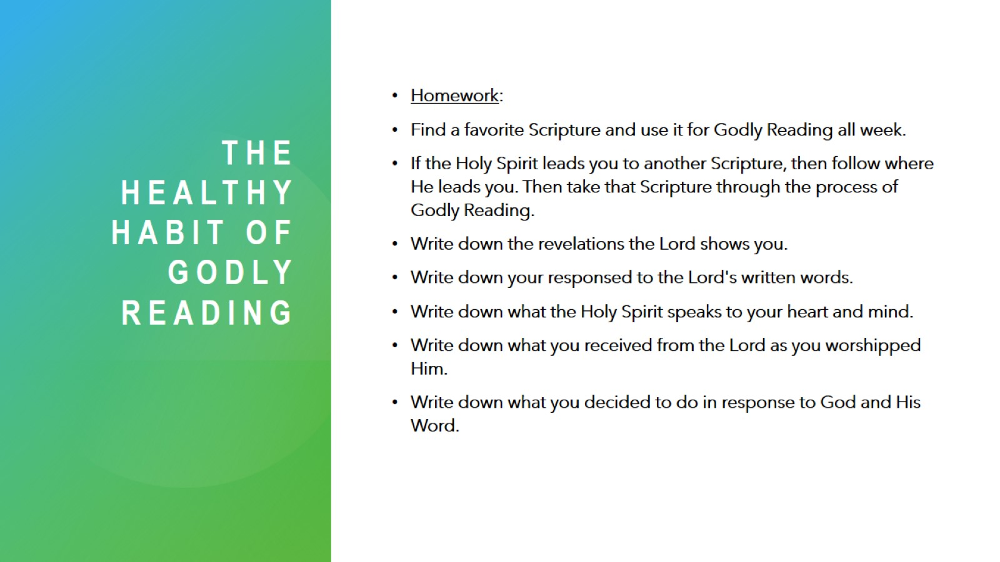 THE
HEALTHY
HABIT OF
GODLY
READING
• Homework:
• Find a favorite Scripture and use it for Godly Reading all week.
• If the Holy Spirit leads you to another Scripture, then follow where
He leads you. Then take that Scripture through the process of
Godly Reading.
• Write down the revelations the Lord shows you.
• Write down your responsed to the Lord's written words.
• Write down what the Holy Spirit speaks to your heart and mind.
• Write down what you received from the Lord as you worshipped
Him.
• Write down what you decided to do in response to God and His
Word.